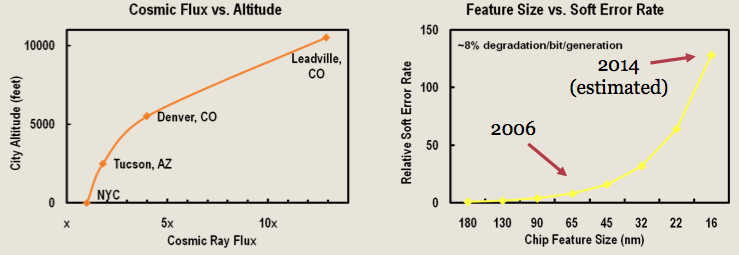 Cosmic Flux vs. Altitude
10000
5000
0
City Altitude (feet)
Leadville,
CO
Denver, CO
Tucson, AZ
NYC
x
5x
10x
Cosmic Ray Flux
Feature Size vs. Soft Error Rate
150
100
50
0
Relative Soft Error Rate
~8% degradation/bit/generation
2014
(estimated)
2006
180 130 90 65 45 32 22 16
Chip Feature Size (nm)